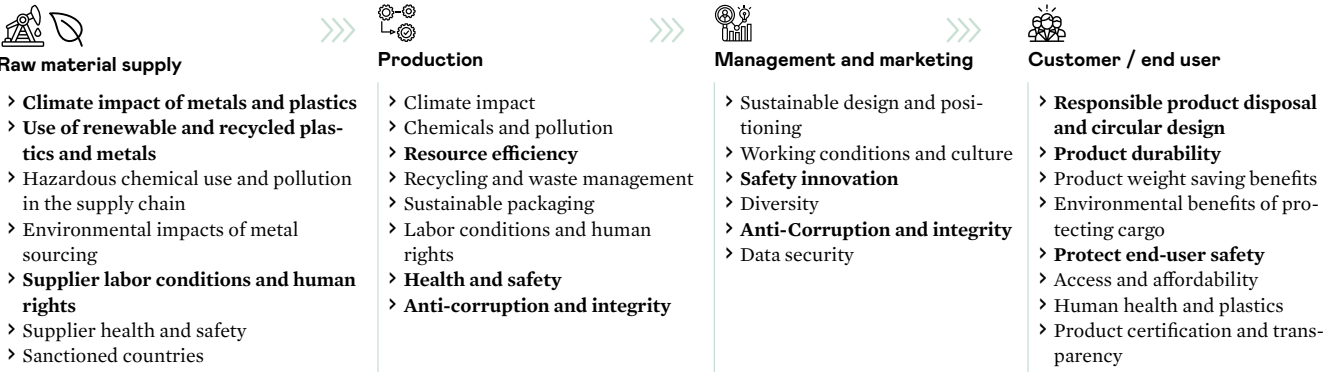 Raw material supply
› Climate impact of metals and plastics
› Use of renewable and recycled plas-
tics and metals
› Hazardous chemical use and pollution
in the supply chain
› Environmental impacts of metal
sourcing
› Supplier labor conditions and human
rights
› Supplier health and safety
› Sanctioned countries
Production
› Climate impact
› Chemicals and pollution
› Resource efficiency
› Recycling and waste management
› Sustainable packaging
› Labor conditions and human
rights
› Health and safety
› Anti-corruption and integrity
Management and marketing
› Sustainable design and posi-
tioning
› Working conditions and culture
› Safety innovation
› Diversity
› Anti-Corruption and integrity
› Data security
Customer / end user
› Responsible product disposal
and circular design
› Product durability
› Product weight saving benefits
› Environmental benefits of pro-
tecting cargo
› Protect end-user safety
› Access and affordability
› Human health and plastics
› Product certification and trans-
parency